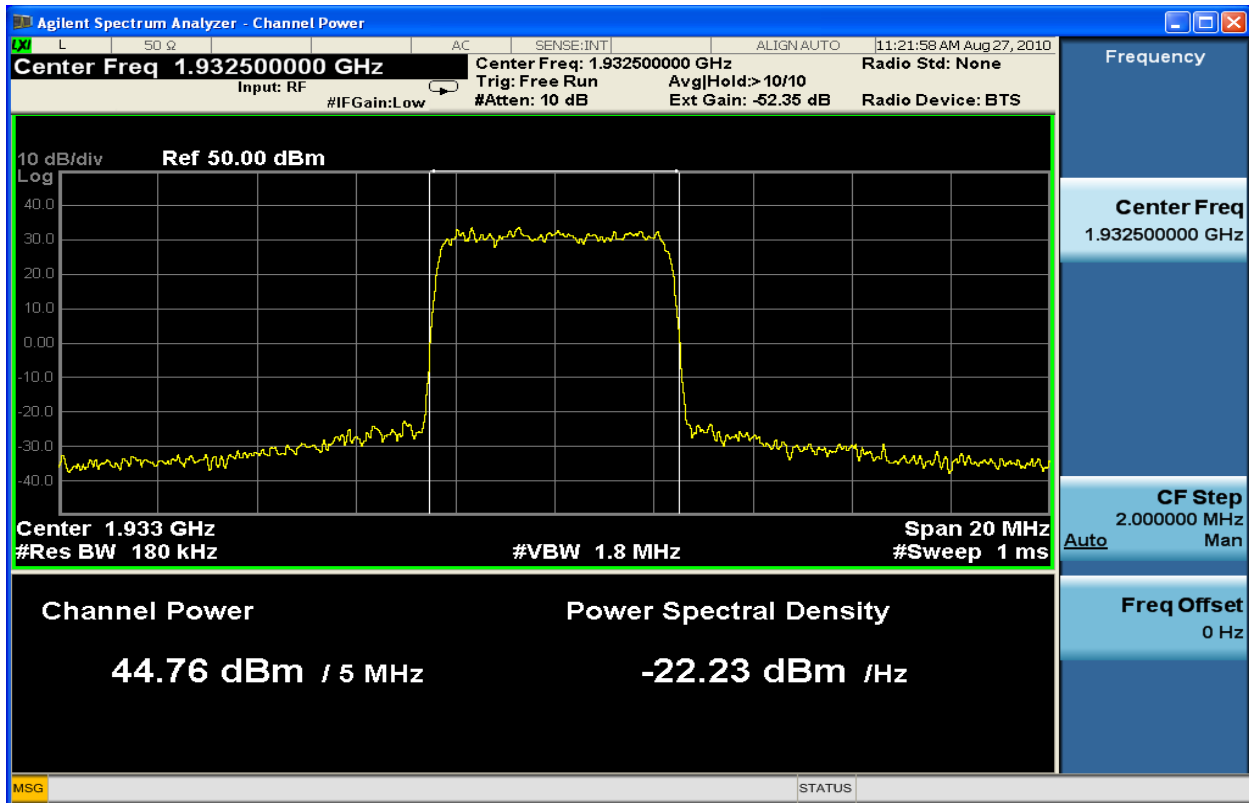 Agilent Spectrum Analyzer - Channel Power
LXI L 50 Ω AC SENSE:INT ALIGN AUTO 11:21:58 AM Aug 27, 2010
Center Freq 1.932500000 GHz
Input: RF
#IFGain:Low
Center Freq: 1.932500000 GHz
Trig: Free Run Avg|Hold:> 10/10
#Atten: 10 dB Ext Gain: -52.35 dB
Radio Std: None
Radio Device: BTS
10 dB/div Ref 50.00 dBm
Log
40.0
30.0
20.0
10.0
0.00
-10.0
-20.0
-30.0
-40.0
Center 1.933 GHz Span 20 MHz
#Res BW 180 kHz #VBW 1.8 MHz #Sweep 1 ms
Channel Power Power Spectral Density
44.76 dBm / 5 MHz -22.23 dBm /Hz
Frequency
Center Freq
1.932500000 GHz
CF Step
2.000000 MHz
Auto Man
Freq Offset
0 Hz
MSG STATUS